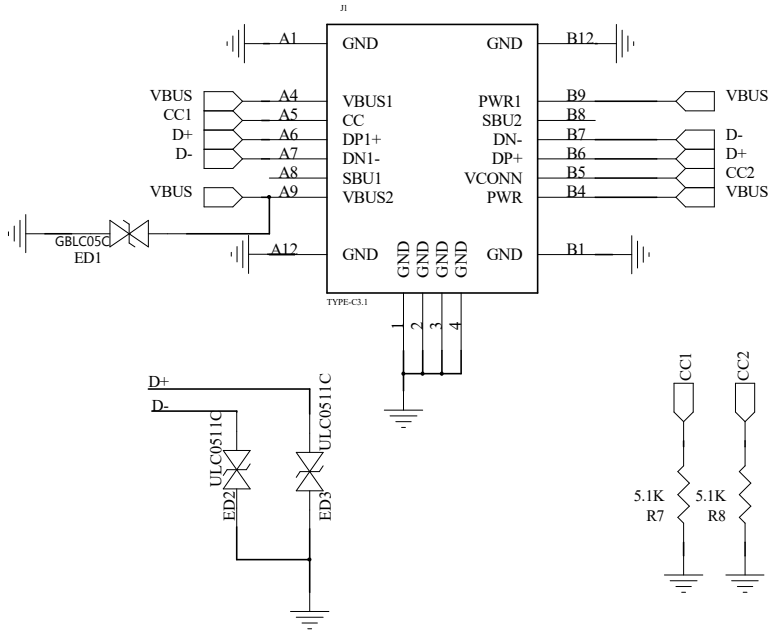 J1
A1 GND GND B12
VBUS A4 VBUS1 PWR1 B9 VBUS
CC1 A5 CC SBU2 B8
D+ A6 DP1+ DN- B7 D-
D- A7 DN1- DP+ B6 D+
A8 SBU1 VCONN B5 CC2
VBUS A9 VBUS2 PWR B4 VBUS
GBLC05C
ED1
A12 GND GND B1
GND GND GND GND
TYPE-C3.1
1 2 3 4
D+
D-
ULC0511C
ED2
ULC0511C
ED3
CC1 CC2
5.1K 5.1K
R7 R8